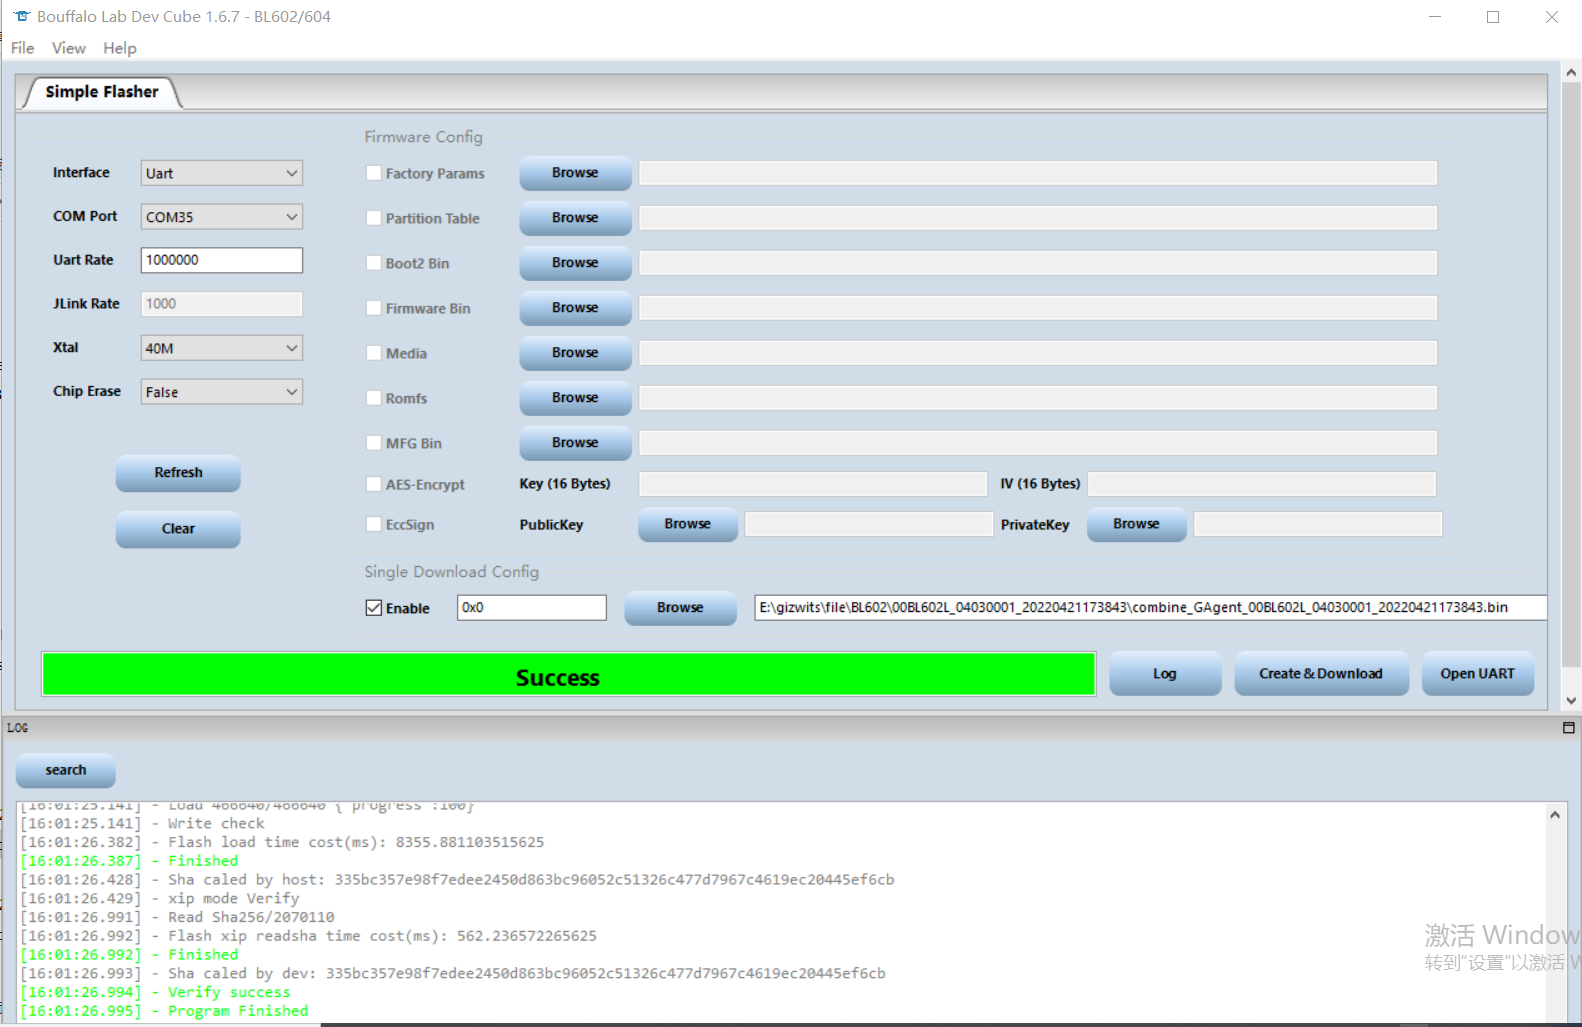 Bouffalo Lab Dev Cube 1.6.7 - BL602/604
File View Help
Simple Flasher
Firmware Config
Interface Uart
COM Port COM35
Uart Rate 1000000
JLink Rate 1000
Xtal 40M
Chip Erase False
Refresh
Clear
Factory Params Browse
Partition Table Browse
Boot2 Bin Browse
Firmware Bin Browse
Media Browse
Romfs Browse
MFG Bin Browse
AES-Encrypt Key (16 Bytes) IV (16 Bytes)
EccSign PublicKey Browse PrivateKey Browse
Single Download Config
Enable 0x0 Browse E:\gizwits\file\BL602\00BL602L_04030001_20220421173843\combine_GAgent_00BL602L_04030001_20220421173843.bin
Success Log Create & Download Open UART
LOG
search
[16:01:25.141] - Load 466640/466640 { progress :100}
[16:01:25.141] - Write check
[16:01:26.382] - Flash load time cost(ms): 8355.881103515625
[16:01:26.387] - Finished
[16:01:26.428] - Sha caled by host: 335bc357e98f7edee2450d863bc96052c51326c477d7967c4619ec20445ef6cb
[16:01:26.429] - xip mode Verify
[16:01:26.991] - Read Sha256/2070110
[16:01:26.992] - Flash xip readsha time cost(ms): 562.236572265625
[16:01:26.992] - Finished
[16:01:26.993] - Sha caled by dev: 335bc357e98f7edee2450d863bc96052c51326c477d7967c4619ec20445ef6cb
[16:01:26.994] - Verify success
[16:01:26.995] - Program Finished
激活 Window
转到“设置”以激活 W